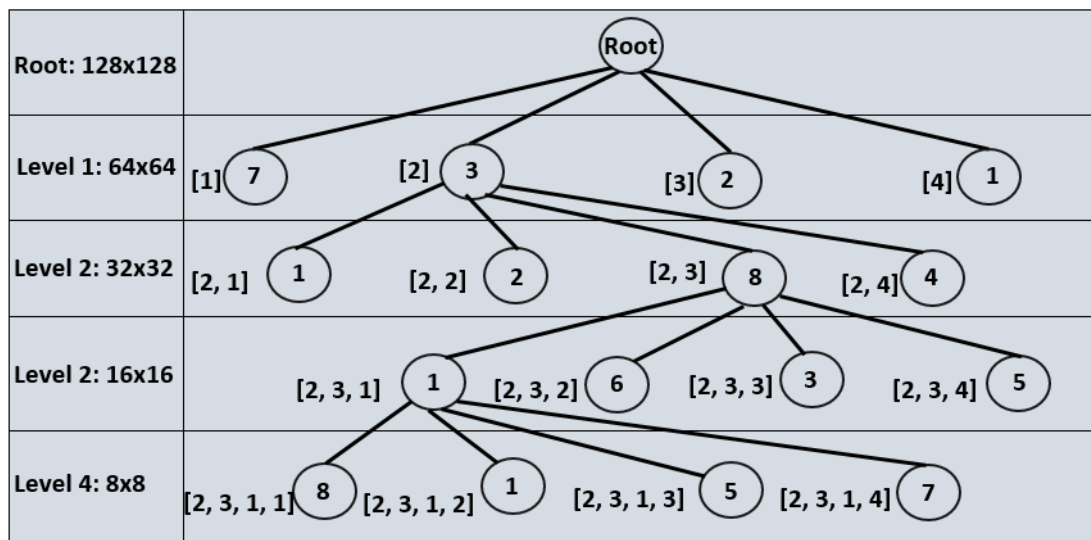 Root: 128x128
Root
Level 1: 64x64
[1] 7 [2] 3 [3] 2 [4] 1
Level 2: 32x32
[2, 1] 1 [2, 2] 2 [2, 3] 8 [2, 4] 4
Level 2: 16x16
[2, 3, 1] 1 [2, 3, 2] 6 [2, 3, 3] 3 [2, 3, 4] 5
Level 4: 8x8
[2, 3, 1, 1] 8 [2, 3, 1, 2] 1 [2, 3, 1, 3] 5 [2, 3, 1, 4] 7